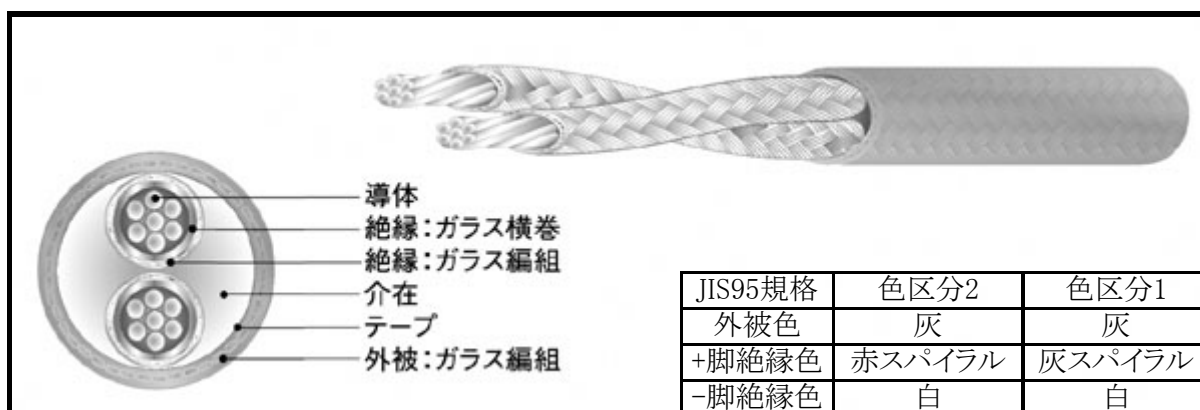 導体
絶縁：ガラス横巻
絶縁：ガラス編組
介在
テープ
外被：ガラス編組
JIS95規格 色区分2 色区分1
外被色 灰 灰
+脚絶縁色 赤スパイラル 灰スパイラル
−脚絶縁色 白 白